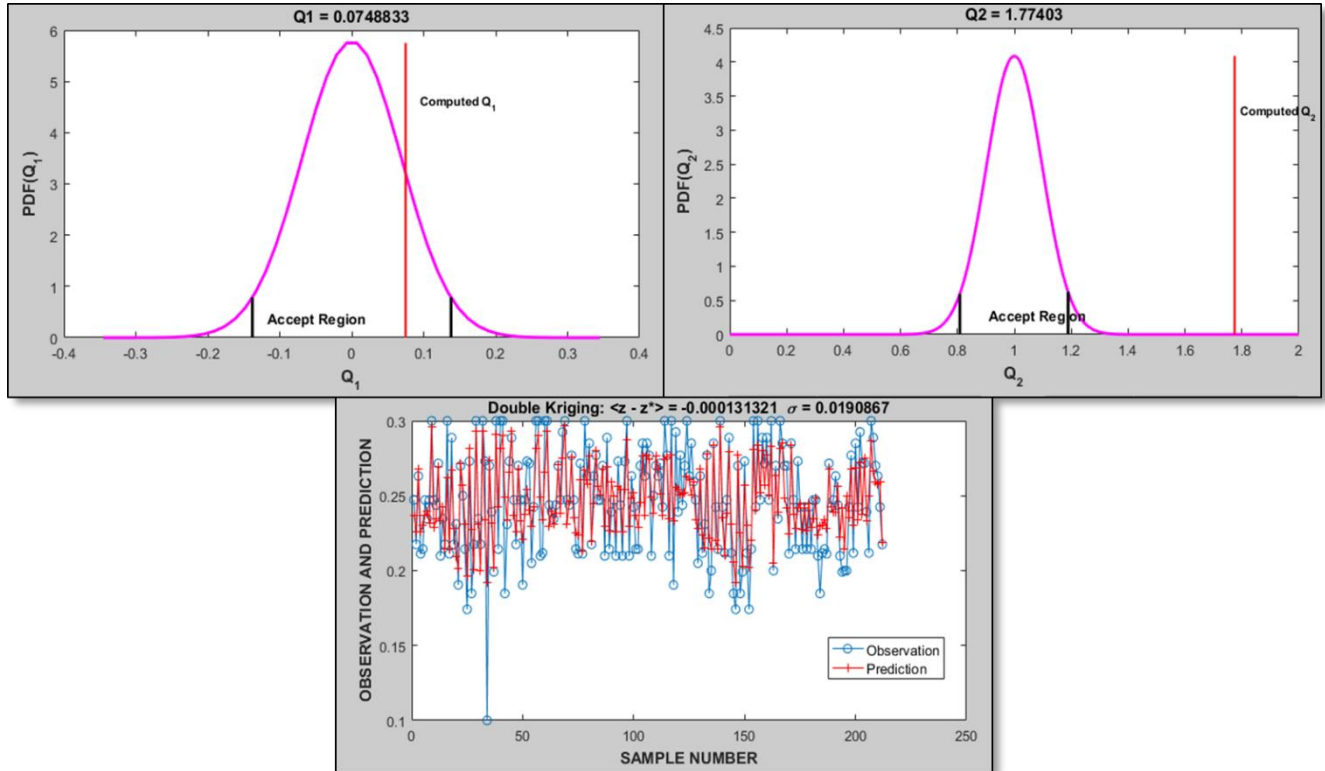 Q1 = 0.0748833
PDF(Q1)
6
5
4
3
2
1
0
Computed Q1
Accept Region
-0.4 -0.3 -0.2 -0.1 0 0.1 0.2 0.3 0.4
Q1
Q2 = 1.77403
PDF(Q2)
4.5
4
3.5
3
2.5
2
1.5
1
0.5
0
Computed Q2
Accept Region
0 0.2 0.4 0.6 0.8 1 1.2 1.4 1.6 1.8 2
Q2
Double Kriging: <z - z*> = -0.000131321 σ = 0.0190867
OBSERVATION AND PREDICTION
0.3
0.25
0.2
0.15
0.1
Observation
Prediction
0 50 100 150 200 250
SAMPLE NUMBER